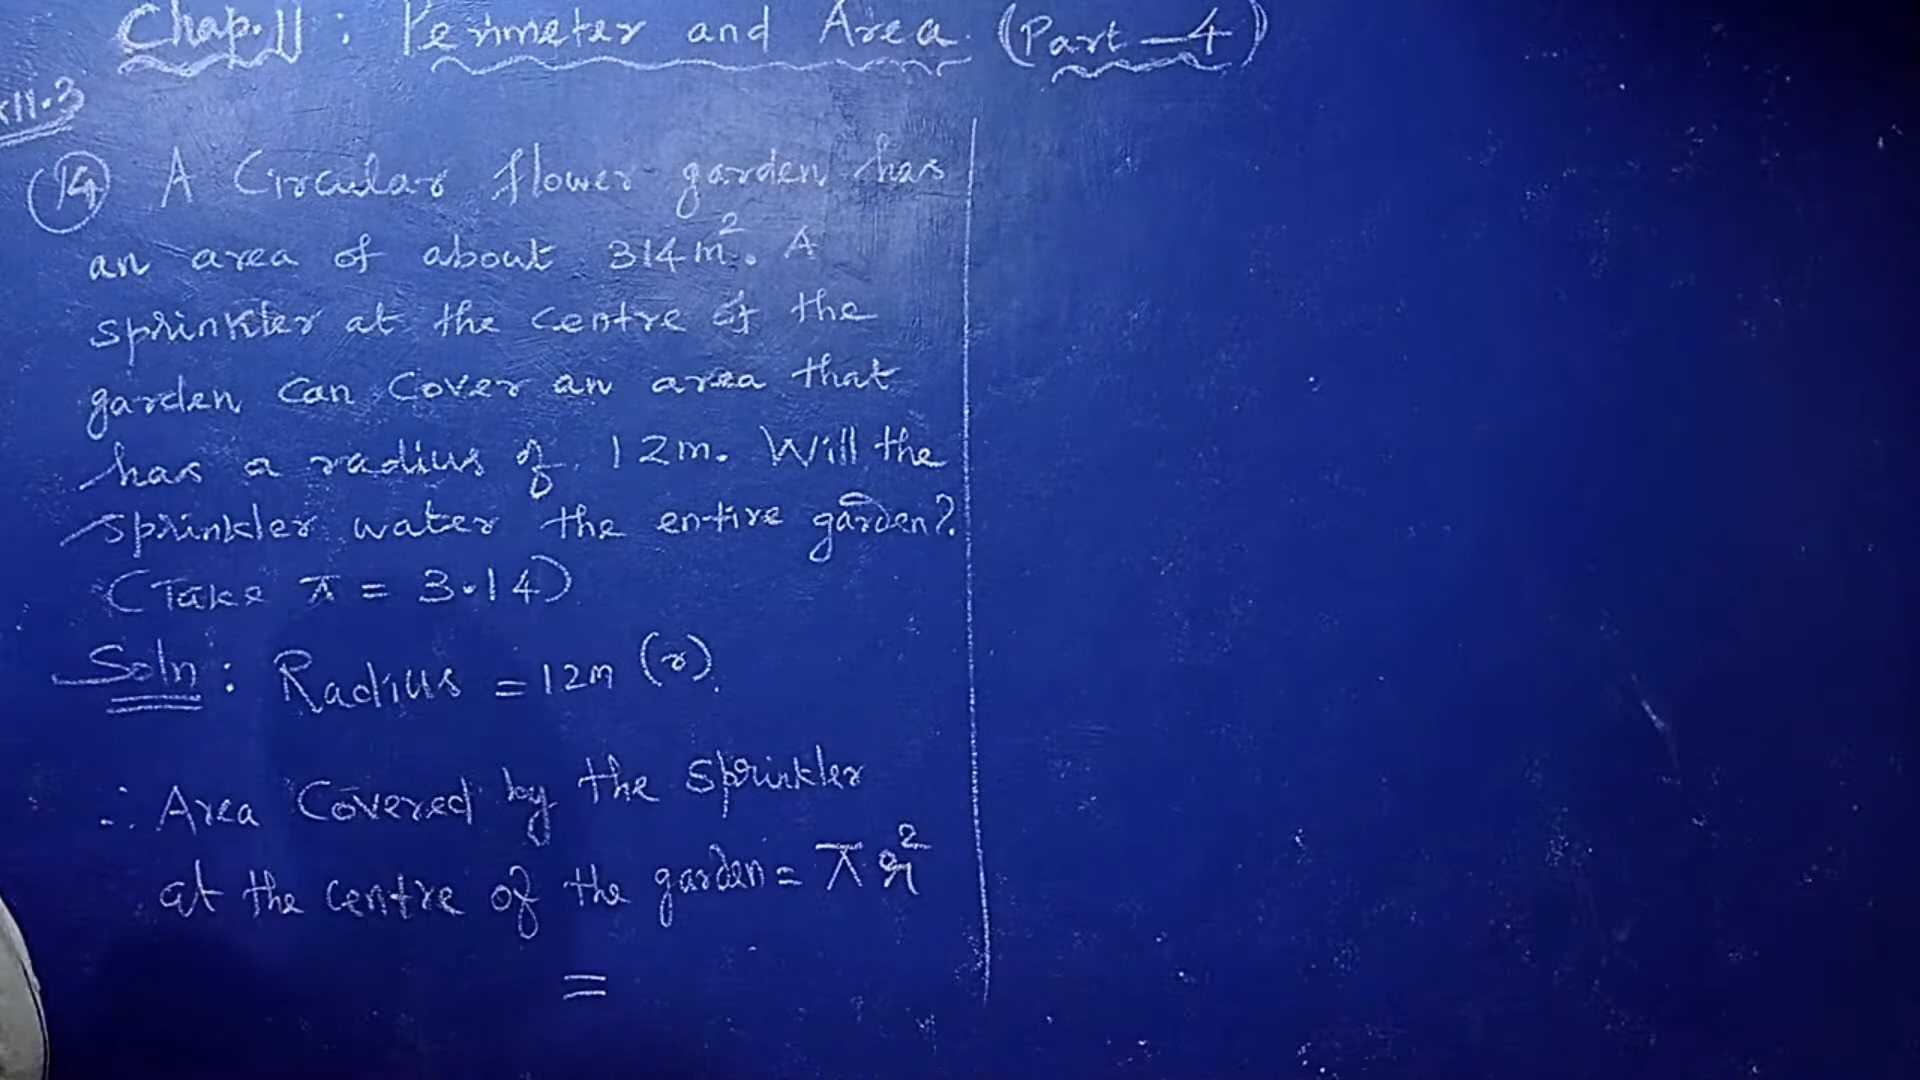 Chap.11 : Perimeter and Area. (Part-4)
x11.3
(14) A Circular flower garden has
an area of about 314m². A
sprinkler at the centre of the
garden can cover an area that
has a radius of 12m. Will the
sprinkler water the entire garden?
(Take π = 3.14)
Soln : Radius = 12m (r).
∴ Area Covered by the sprinkler
at the centre of the garden = πr²
=